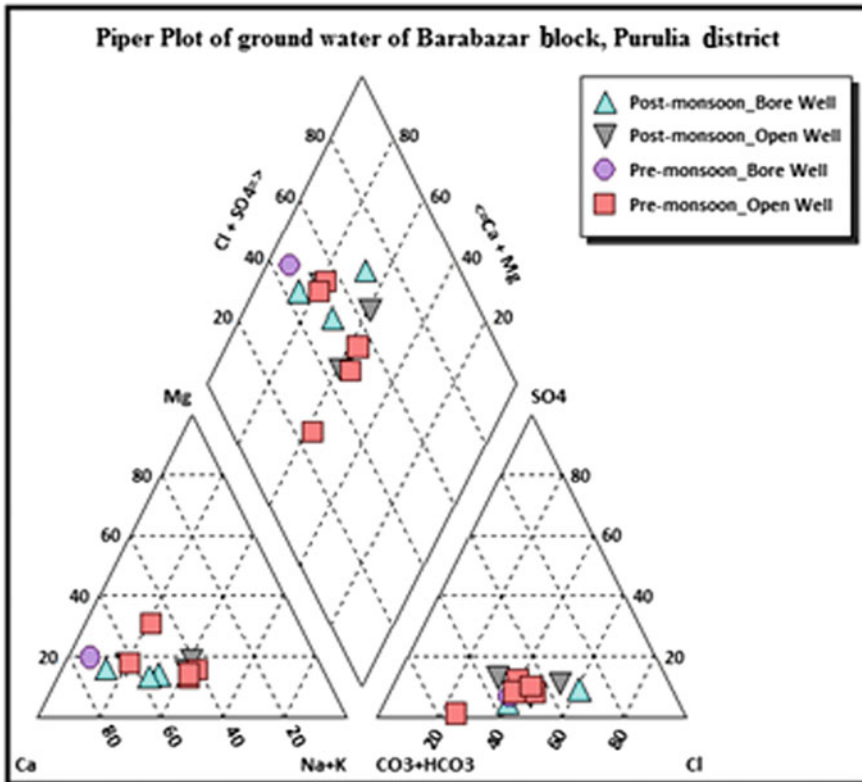 Piper Plot of ground water of Barabazar block, Purulia district
Post-monsoon_Bore Well
Post-monsoon_Open Well
Pre-monsoon_Bore Well
Pre-monsoon_Open Well
80 80
60 60
Cl + SO4=> <=Ca + Mg
40 40
20 20
Mg SO4
80 80
60 60
40 40
20 20
80 60 40 20 20 40 60 80
Ca Na+K CO3+HCO3 Cl